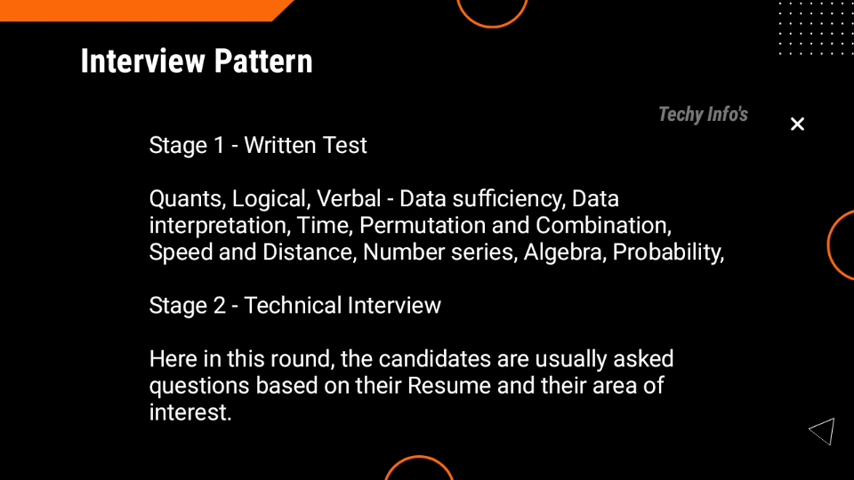 Interview Pattern
Techy Info's
Stage 1 - Written Test
Quants, Logical, Verbal - Data sufficiency, Data
interpretation, Time, Permutation and Combination,
Speed and Distance, Number series, Algebra, Probability,
Stage 2 - Technical Interview
Here in this round, the candidates are usually asked
questions based on their Resume and their area of
interest.